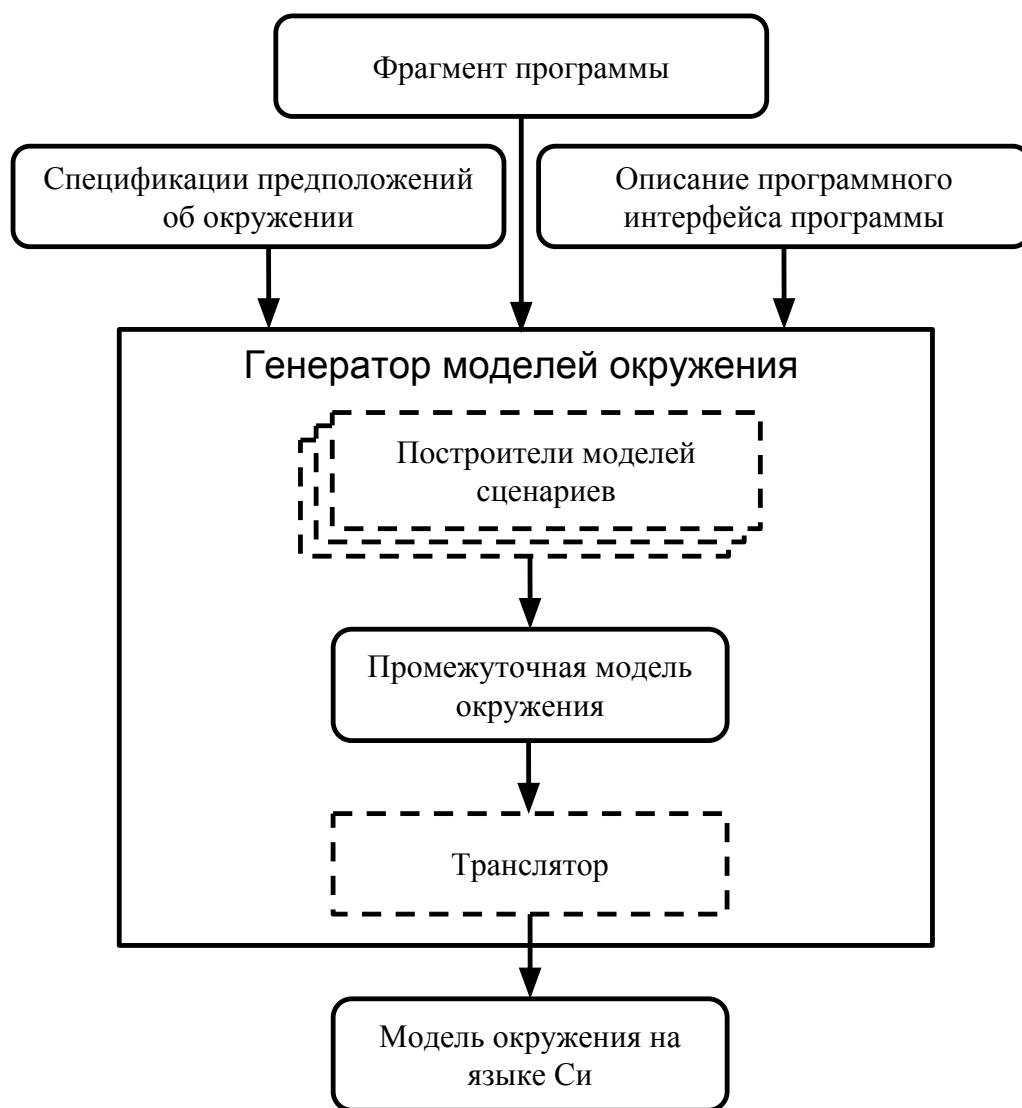 Фрагмент программы
Спецификации предположений
об окружении
Описание программного
интерфейса программы
Генератор моделей окружения
Построители моделей
сценариев
Промежуточная модель
окружения
Транслятор
Модель окружения на
языке Си